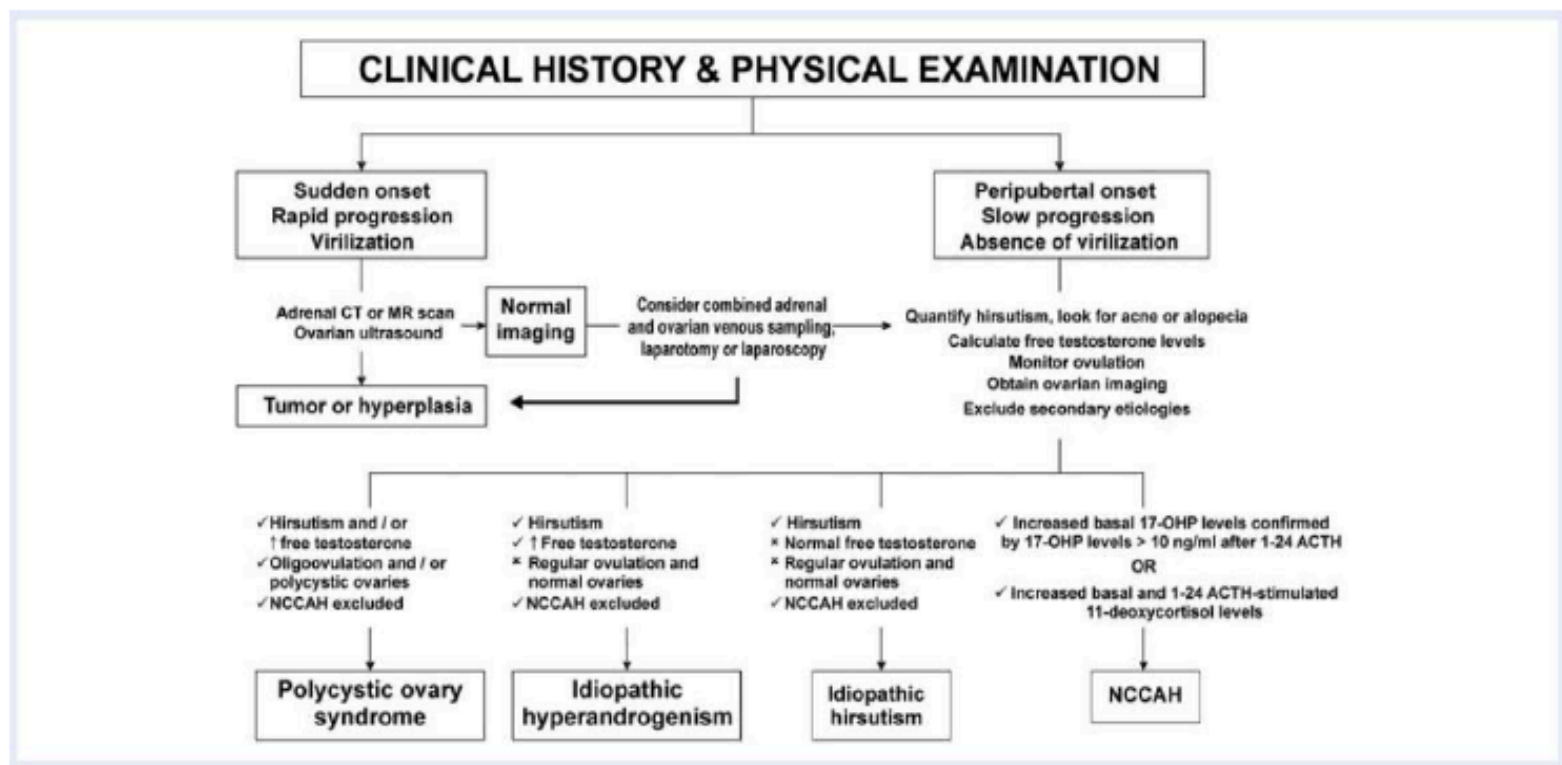 CLINICAL HISTORY & PHYSICAL EXAMINATION
Sudden onset
Rapid progression
Virilization
Peripubertal onset
Slow progression
Absence of virilization
Adrenal CT or MR scan
Ovarian ultrasound
Normal
imaging
Consider combined adrenal
and ovarian venous sampling,
laparotomy or laparoscopy
Quantify hirsutism, look for acne or alopecia
Calculate free testosterone levels
Monitor ovulation
Obtain ovarian imaging
Exclude secondary etiologies
Tumor or hyperplasia
✓Hirsutism and / or
↑ free testosterone
✓Oligoovulation and / or
polycystic ovaries
✓NCCAH excluded
✓ Hirsutism
✓ ↑ Free testosterone
× Regular ovulation and
normal ovaries
✓NCCAH excluded
✓ Hirsutism
× Normal free testosterone
× Regular ovulation and
normal ovaries
✓ NCCAH excluded
✓ Increased basal 17-OHP levels confirmed
by 17-OHP levels > 10 ng/ml after 1-24 ACTH
OR
✓ Increased basal and 1-24 ACTH-stimulated
11-deoxycortisol levels
Polycystic ovary
syndrome
Idiopathic
hyperandrogenism
Idiopathic
hirsutism
NCCAH